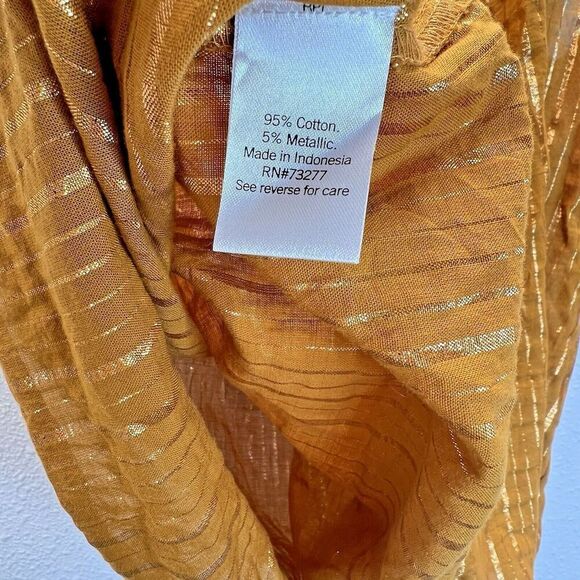 95% Cotton.
5% Metallic.
Made in Indonesia
RN#73277
See reverse for care